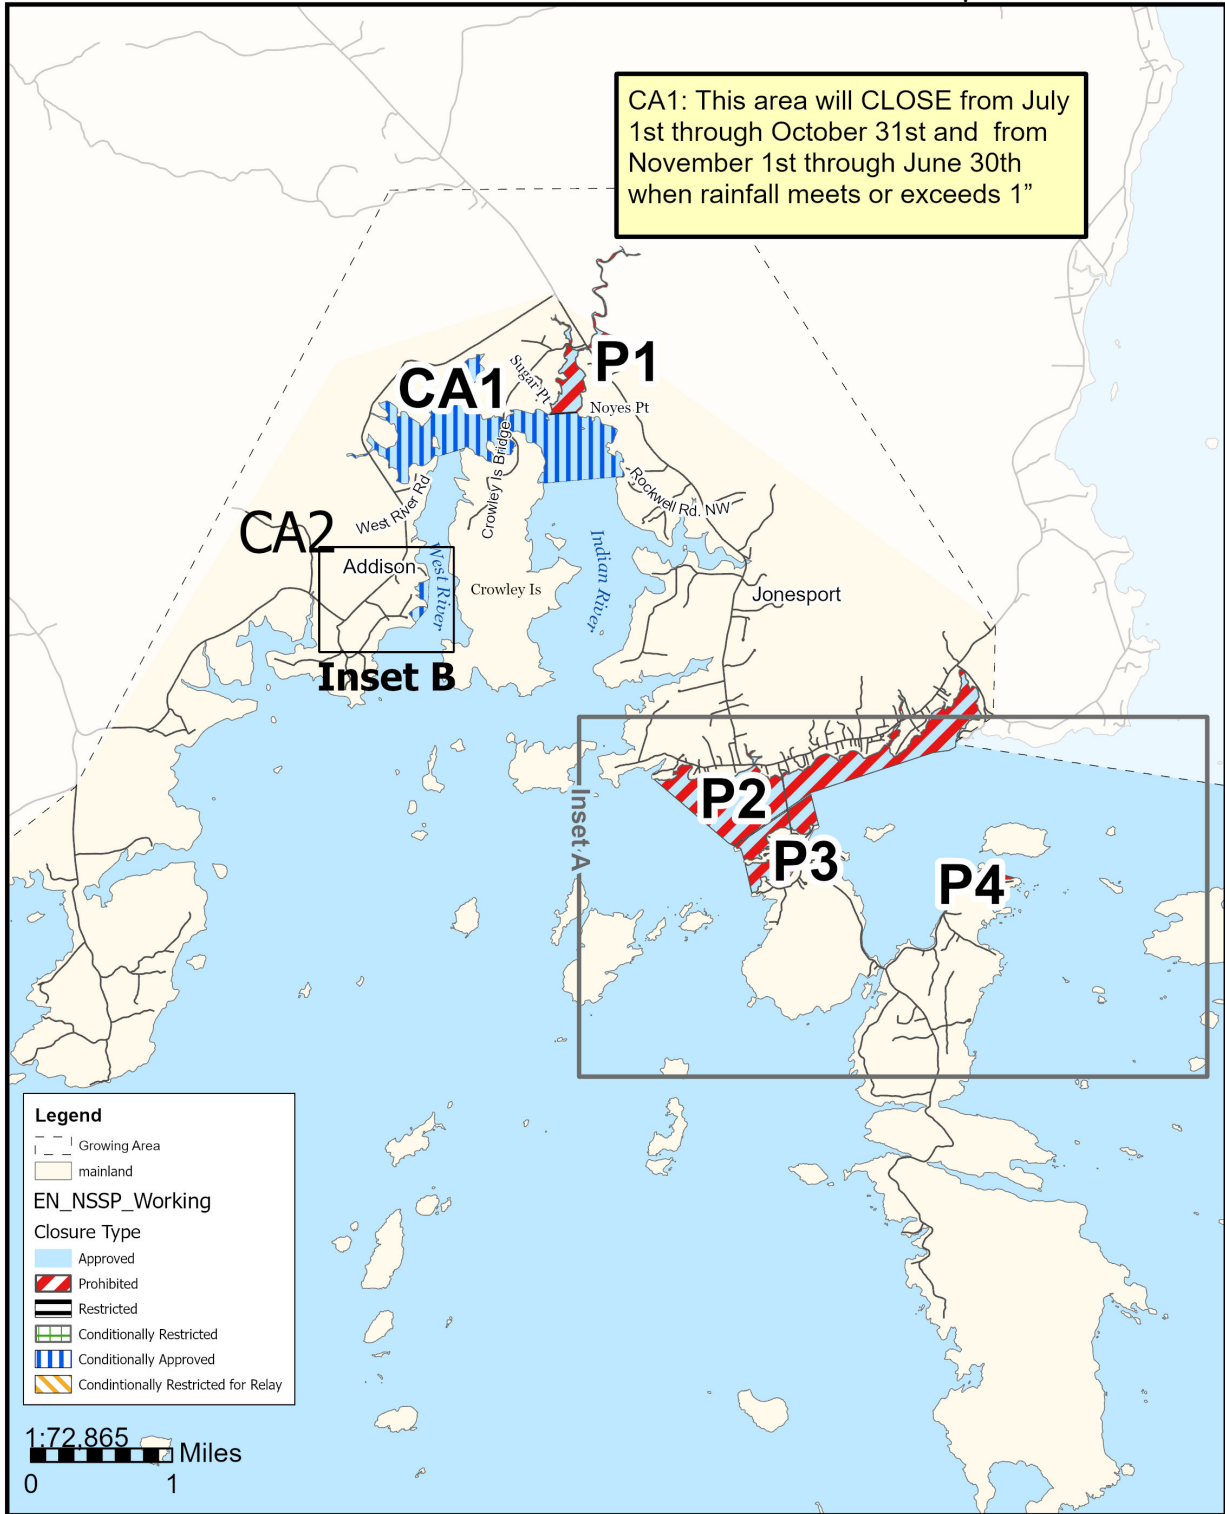 CA1: This area will CLOSE from July
1st through October 31st and from
November 1st through June 30th
when rainfall meets or exceeds 1”
P1
CA1
Sugar Pt
Noyes Pt
Crowley Is Bridge
West River Rd
Rockwell Rd. NW
CA2
Addison
West River
Crowley Is
Indian River
Jonesport
Inset B
Inset A
P2
P3
P4
Legend
Growing Area
mainland
EN_NSSP_Working
Closure Type
Approved
Prohibited
Restricted
Conditionally Restricted
Conditionally Approved
Condintionally Restricted for Relay
1:72,865
Miles
0 1